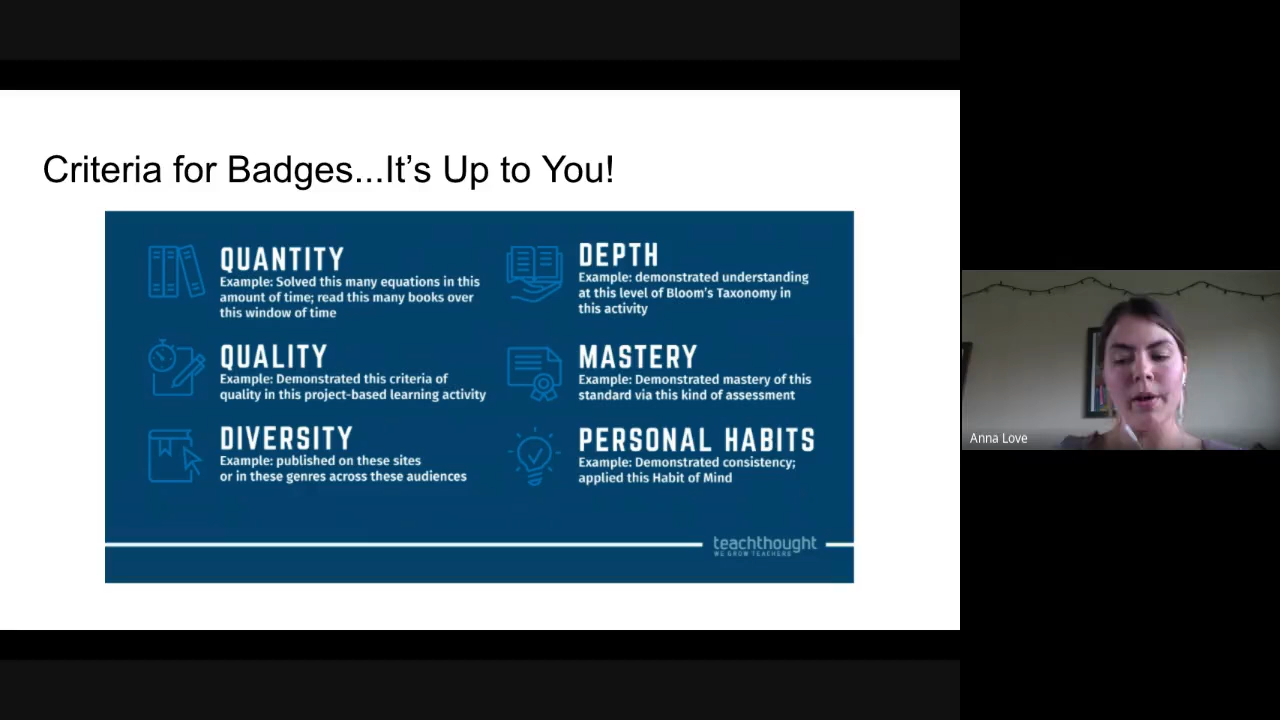 Criteria for Badges...It’s Up to You!
QUANTITY
Example: Solved this many equations in this
amount of time; read this many books over
this window of time
QUALITY
Example: Demonstrated this criteria of
quality in this project-based learning activity
DIVERSITY
Example: published on these sites
or in these genres across these audiences
DEPTH
Example: demonstrated understanding
at this level of Bloom’s Taxonomy in
this activity
MASTERY
Example: Demonstrated mastery of this
standard via this kind of assessment
PERSONAL HABITS
Example: Demonstrated consistency;
applied this Habit of Mind
teachthought
WE GROW TEACHERS
Anna Love